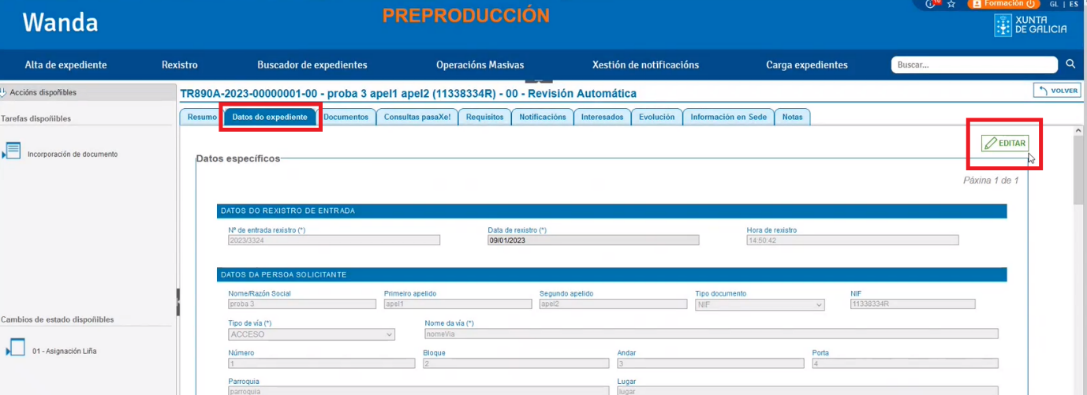 PREPRODUCCIÓN
Formación
GL | ES
Wanda
XUNTA
DE GALICIA
Alta de expediente Rexistro Buscador de expedientes Operacións Masivas Xestión de notificacións Carga expedientes Buscar...
Accións dispoñibles
TR890A-2023-00000001-00 - proba 3 apel1 apel2 (11338334R) - 00 - Revisión Automática
VOLVER
Tarefas dispoñibles
Resumo Datos do expediente Documentos Consultas pasaXe! Requisitos Notificacións Interesados Evolución Información en Sede Notas
Incorporación de documento
EDITAR
Datos específicos
Páxina 1 de 1
DATOS DO REXISTRO DE ENTRADA
Nº de entrada rexistro (*) Data de rexistro (*) Hora de rexistro
2023/3324 09/01/2023 14:50:42
DATOS DA PERSOA SOLICITANTE
Nome/Razón Social Primeiro apelido Segundo apelido Tipo documento NIF
proba 3 apel1 apel2 NIF 11338334R
Cambios de estado dispoñibles
Tipo de vía (*) Nome da vía (*)
ACCESO nomeVia
01 - Asignación Liña
Número Bloque Andar Porta
1 2 3 4
Parroquia Lugar
parroquia lugar